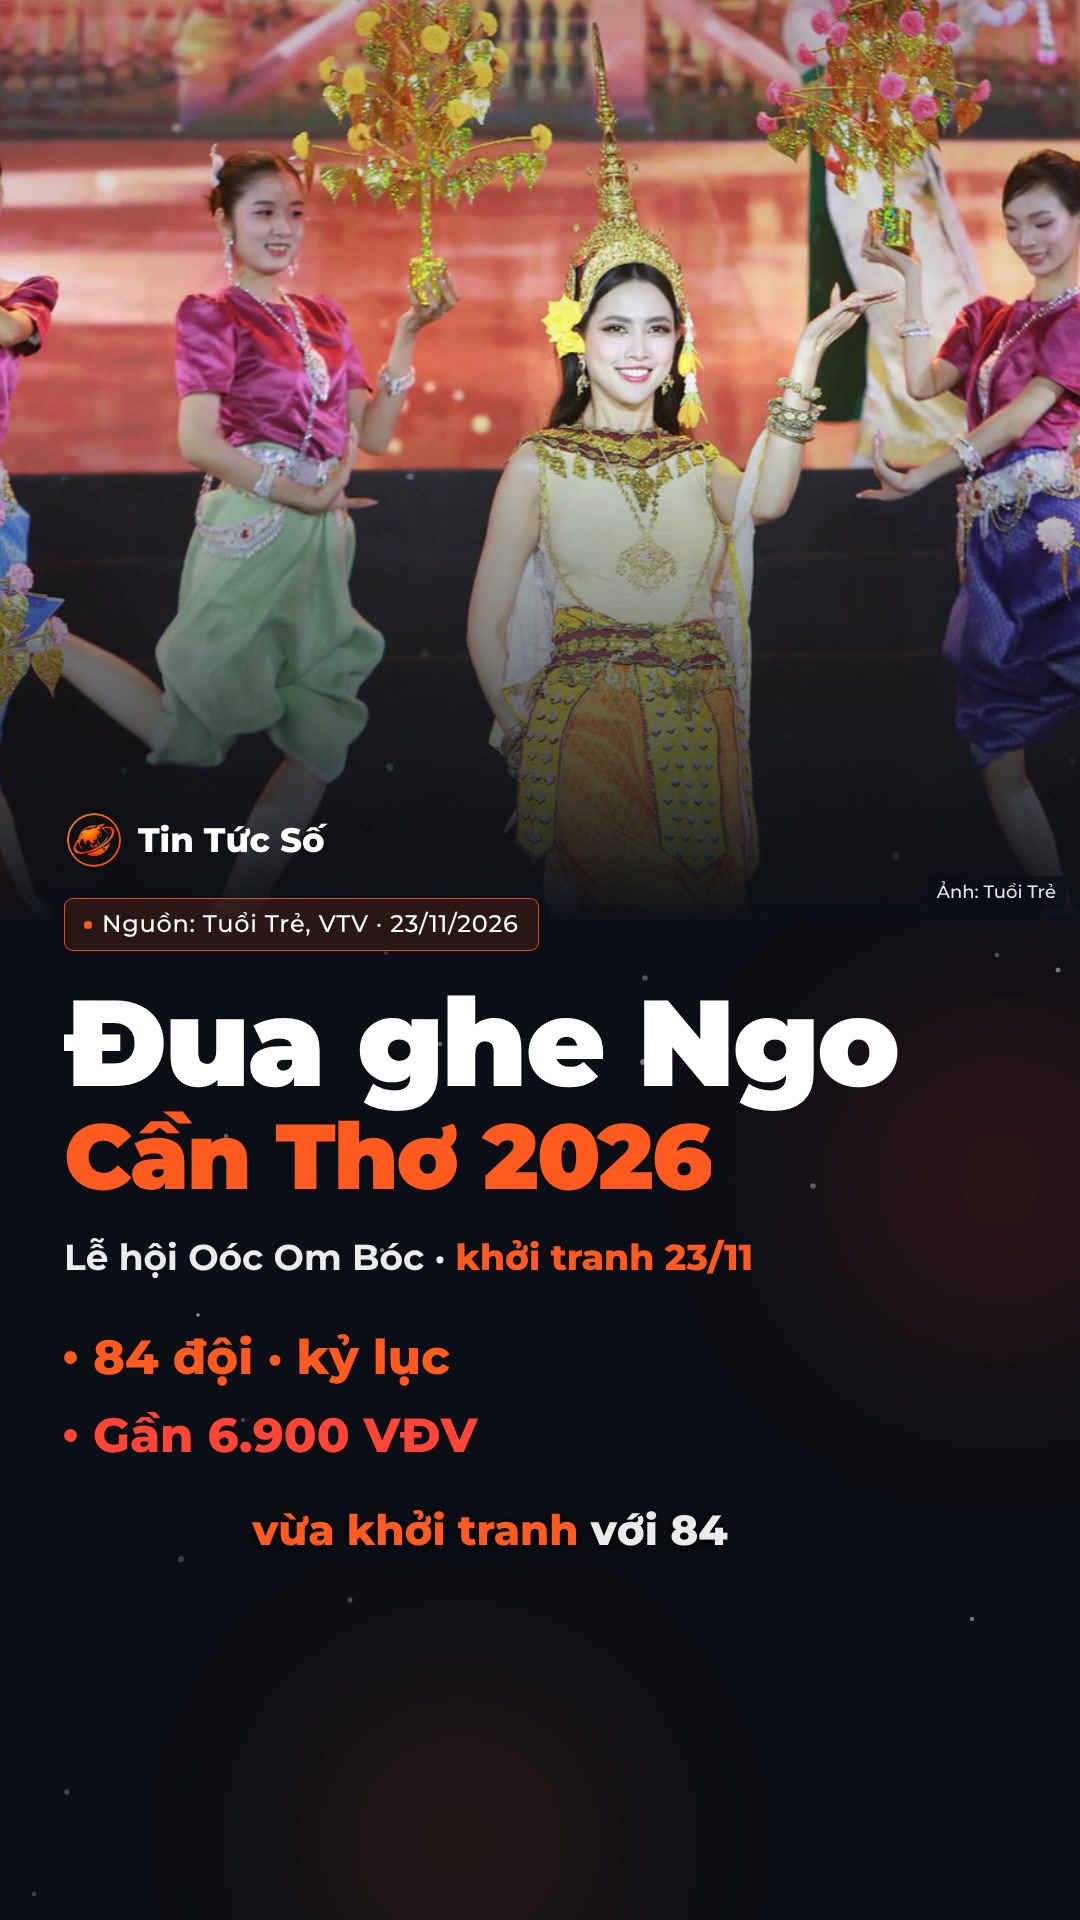 Tin Tức Số
Ảnh: Tuổi Trẻ
• Nguồn: Tuổi Trẻ, VTV · 23/11/2026
Đua ghe Ngo
Cần Thơ 2026
Lễ hội Oóc Om Bóc · khởi tranh 23/11
• 84 đội · kỷ lục
• Gần 6.900 VĐV
vừa khởi tranh với 84